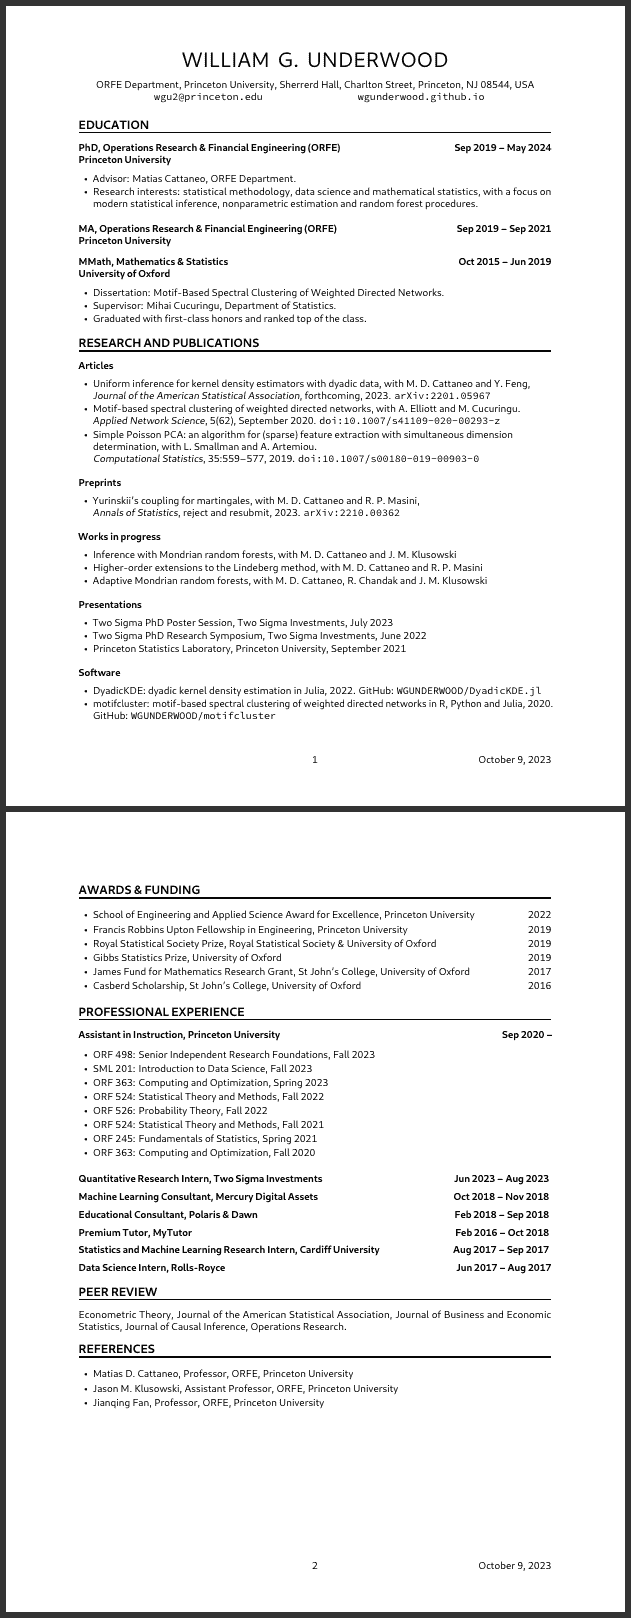 WILLIAM G. UNDERWOOD
ORFE Department, Princeton University, Sherrerd Hall, Charlton Street, Princeton, NJ 08544, USA
wgu2@princeton.edu wgunderwood.github.io
EDUCATION
PhD, Operations Research & Financial Engineering (ORFE) Sep 2019 – May 2024
Princeton University
• Advisor: Matias Cattaneo, ORFE Department.
• Research interests: statistical methodology, data science and mathematical statistics, with a focus on
modern statistical inference, nonparametric estimation and random forest procedures.
MA, Operations Research & Financial Engineering (ORFE) Sep 2019 – Sep 2021
Princeton University
MMath, Mathematics & Statistics Oct 2015 – Jun 2019
University of Oxford
• Dissertation: Motif-Based Spectral Clustering of Weighted Directed Networks.
• Supervisor: Mihai Cucuringu, Department of Statistics.
• Graduated with first-class honors and ranked top of the class.
RESEARCH AND PUBLICATIONS
Articles
• Uniform inference for kernel density estimators with dyadic data, with M. D. Cattaneo and Y. Feng,
Journal of the American Statistical Association, forthcoming, 2023. arXiv:2201.05967
• Motif-based spectral clustering of weighted directed networks, with A. Elliott and M. Cucuringu.
Applied Network Science, 5(62), September 2020. doi:10.1007/s41109-020-00293-z
• Simple Poisson PCA: an algorithm for (sparse) feature extraction with simultaneous dimension
determination, with L. Smallman and A. Artemiou.
Computational Statistics, 35:559–577, 2019. doi:10.1007/s00180-019-00903-0
Preprints
• Yurinskii's coupling for martingales, with M. D. Cattaneo and R. P. Masini,
Annals of Statistics, reject and resubmit, 2023. arXiv:2210.00362
Works in progress
• Inference with Mondrian random forests, with M. D. Cattaneo and J. M. Klusowski
• Higher-order extensions to the Lindeberg method, with M. D. Cattaneo and R. P. Masini
• Adaptive Mondrian random forests, with M. D. Cattaneo, R. Chandak and J. M. Klusowski
Presentations
• Two Sigma PhD Poster Session, Two Sigma Investments, July 2023
• Two Sigma PhD Research Symposium, Two Sigma Investments, June 2022
• Princeton Statistics Laboratory, Princeton University, September 2021
Software
• DyadicKDE: dyadic kernel density estimation in Julia, 2022. GitHub: WGUNDERWOOD/DyadicKDE.jl
• motifcluster: motif-based spectral clustering of weighted directed networks in R, Python and Julia, 2020.
GitHub: WGUNDERWOOD/motifcluster
1 October 9, 2023
AWARDS & FUNDING
• School of Engineering and Applied Science Award for Excellence, Princeton University 2022
• Francis Robbins Upton Fellowship in Engineering, Princeton University 2019
• Royal Statistical Society Prize, Royal Statistical Society & University of Oxford 2019
• Gibbs Statistics Prize, University of Oxford 2019
• James Fund for Mathematics Research Grant, St John's College, University of Oxford 2017
• Casberd Scholarship, St John's College, University of Oxford 2016
PROFESSIONAL EXPERIENCE
Assistant in Instruction, Princeton University Sep 2020 –
• ORF 498: Senior Independent Research Foundations, Fall 2023
• SML 201: Introduction to Data Science, Fall 2023
• ORF 363: Computing and Optimization, Spring 2023
• ORF 524: Statistical Theory and Methods, Fall 2022
• ORF 526: Probability Theory, Fall 2022
• ORF 524: Statistical Theory and Methods, Fall 2021
• ORF 245: Fundamentals of Statistics, Spring 2021
• ORF 363: Computing and Optimization, Fall 2020
Quantitative Research Intern, Two Sigma Investments Jun 2023 – Aug 2023
Machine Learning Consultant, Mercury Digital Assets Oct 2018 – Nov 2018
Educational Consultant, Polaris & Dawn Feb 2018 – Sep 2018
Premium Tutor, MyTutor Feb 2016 – Oct 2018
Statistics and Machine Learning Research Intern, Cardiff University Aug 2017 – Sep 2017
Data Science Intern, Rolls-Royce Jun 2017 – Aug 2017
PEER REVIEW
Econometric Theory, Journal of the American Statistical Association, Journal of Business and Economic
Statistics, Journal of Causal Inference, Operations Research.
REFERENCES
• Matias D. Cattaneo, Professor, ORFE, Princeton University
• Jason M. Klusowski, Assistant Professor, ORFE, Princeton University
• Jianqing Fan, Professor, ORFE, Princeton University
2 October 9, 2023